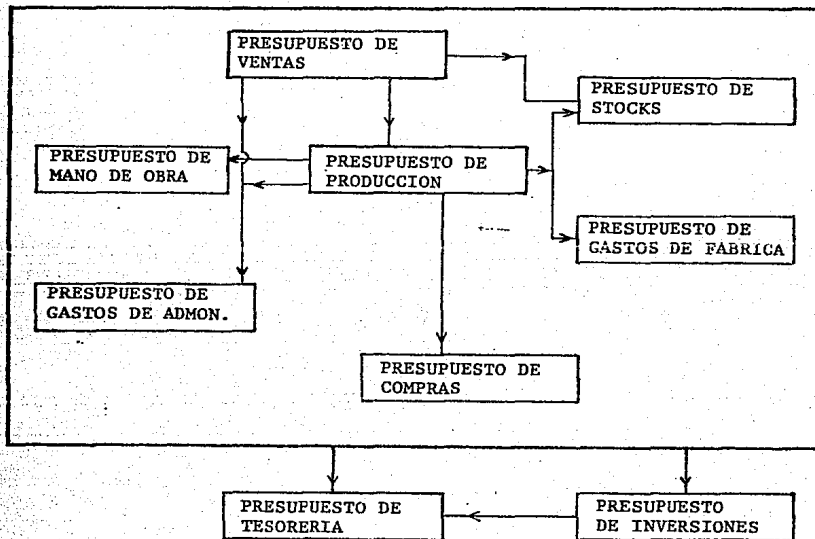 PRESUPUESTO DE
VENTAS
PRESUPUESTO DE
STOCKS
PRESUPUESTO DE
MANO DE OBRA
PRESUPUESTO DE
PRODUCCION
PRESUPUESTO DE
GASTOS DE FABRICA
PRESUPUESTO DE
GASTOS DE ADMON.
PRESUPUESTO DE
COMPRAS
PRESUPUESTO DE
TESORERIA
PRESUPUESTO
DE INVERSIONES